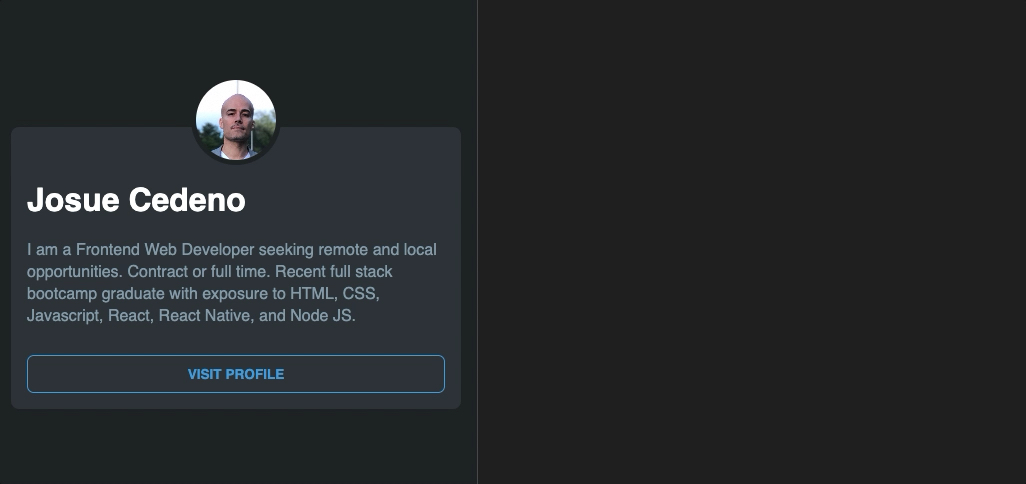 Josue Cedeno
I am a Frontend Web Developer seeking remote and local
opportunities. Contract or full time. Recent full stack
bootcamp graduate with exposure to HTML, CSS,
Javascript, React, React Native, and Node JS.
VISIT PROFILE